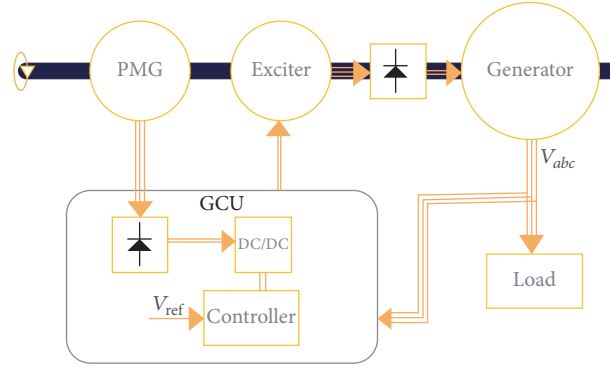 PMG
Exciter
Generator
V_abc
GCU
DC/DC
V_ref
Controller
Load